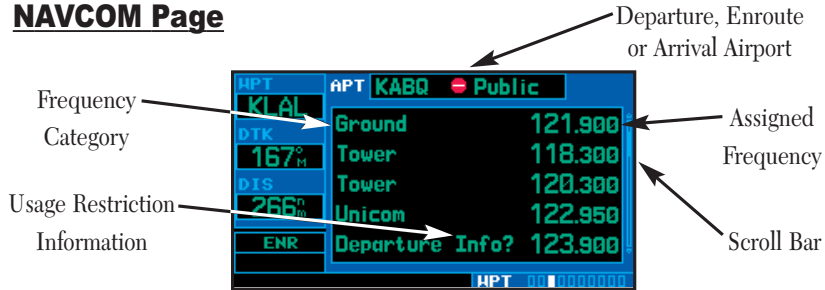 NAVCOM Page
Departure, Enroute
or Arrival Airport
Frequency
Category
Usage Restriction
Information
Assigned
Frequency
Scroll Bar
WPT
KLAL
DTK
167°M
DIS
266nm
ENR
APT KABQ Public
Ground 121.900
Tower 118.300
Tower 120.300
Unicom 122.950
Departure Info? 123.900
WPT